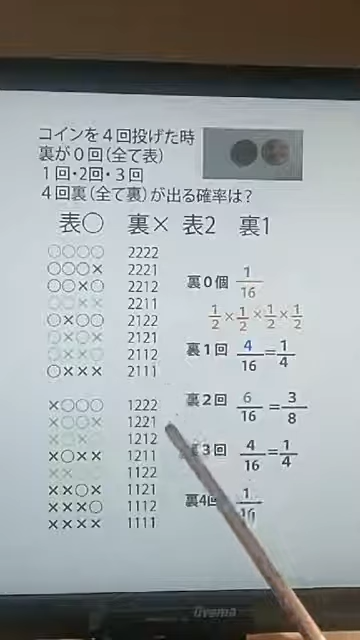 コインを４回投げた時
裏が０回(全て表)
１回・2回・３回
４回裏(全て裏)が出る確率は？
表○ 裏× 表2 裏1
○○○○ 2222
○○○× 2221
○○×○ 2212
○○×× 2211
○×○○ 2122
○×○× 2121
○××○ 2112
○××× 2111
×○○○ 1222
×○○× 1221
×○×○ 1212
×○×× 1211
×× 1122
××○× 1121
×××○ 1112
×××× 1111
裏０個 1/16
1/2×1/2×1/2×1/2
裏１回 4/16=1/4
裏２回 6/16=3/8
3回 4/16=1/4
裏4回 1/16
iiyama